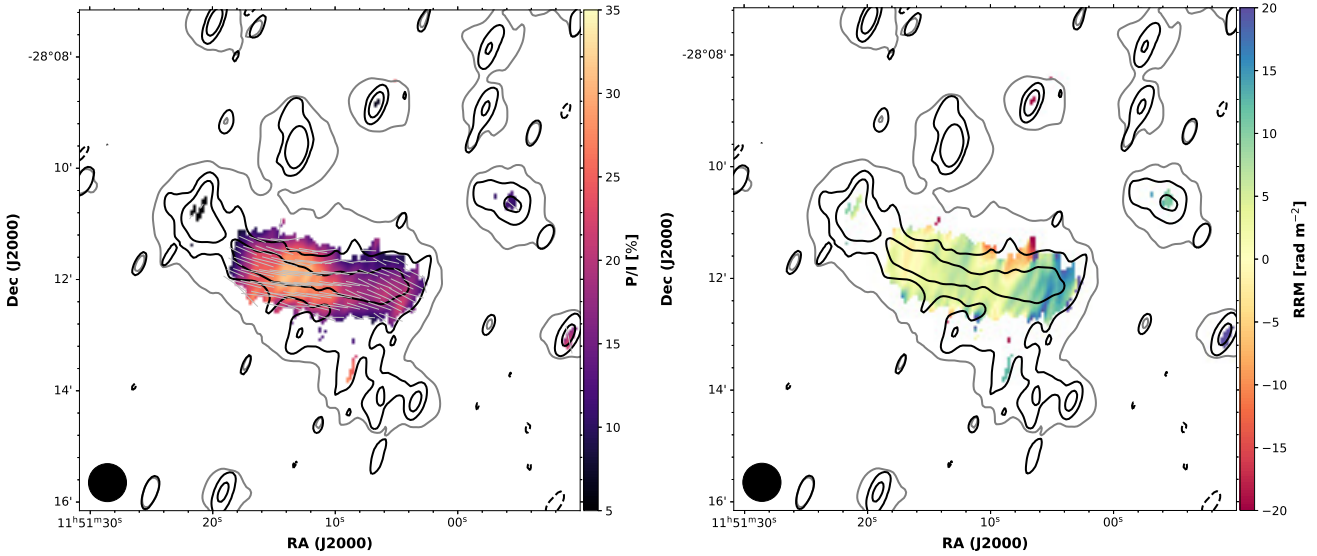 -28°08'
10'
12'
14'
16'
11ʰ51ᵐ30ˢ
20ˢ
10ˢ
00ˢ
RA (J2000)
Dec (J2000)
35
30
25
20
15
10
5
P/I [%]
-28°08'
10'
12'
14'
16'
11ʰ51ᵐ30ˢ
20ˢ
10ˢ
00ˢ
RA (J2000)
Dec (J2000)
20
15
10
5
0
−5
−10
−15
−20
RRM [rad m⁻²]